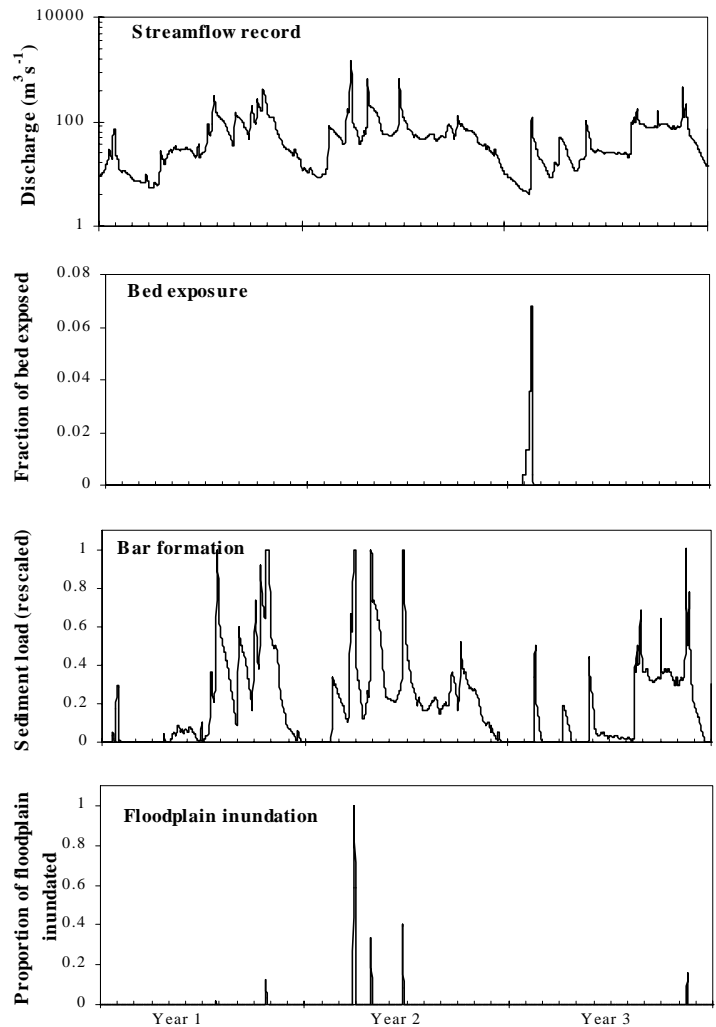 10000
100
1
Discharge (m³ s⁻¹)
Streamflow record
0.08
0.06
0.04
0.02
0
Fraction of bed exposed
Bed exposure
1
0.8
0.6
0.4
0.2
0
Sediment load (rescaled)
Bar formation
1
0.8
0.6
0.4
0.2
0
Proportion of floodplain
inundated
Floodplain inundation
Year 1 Year 2 Year 3